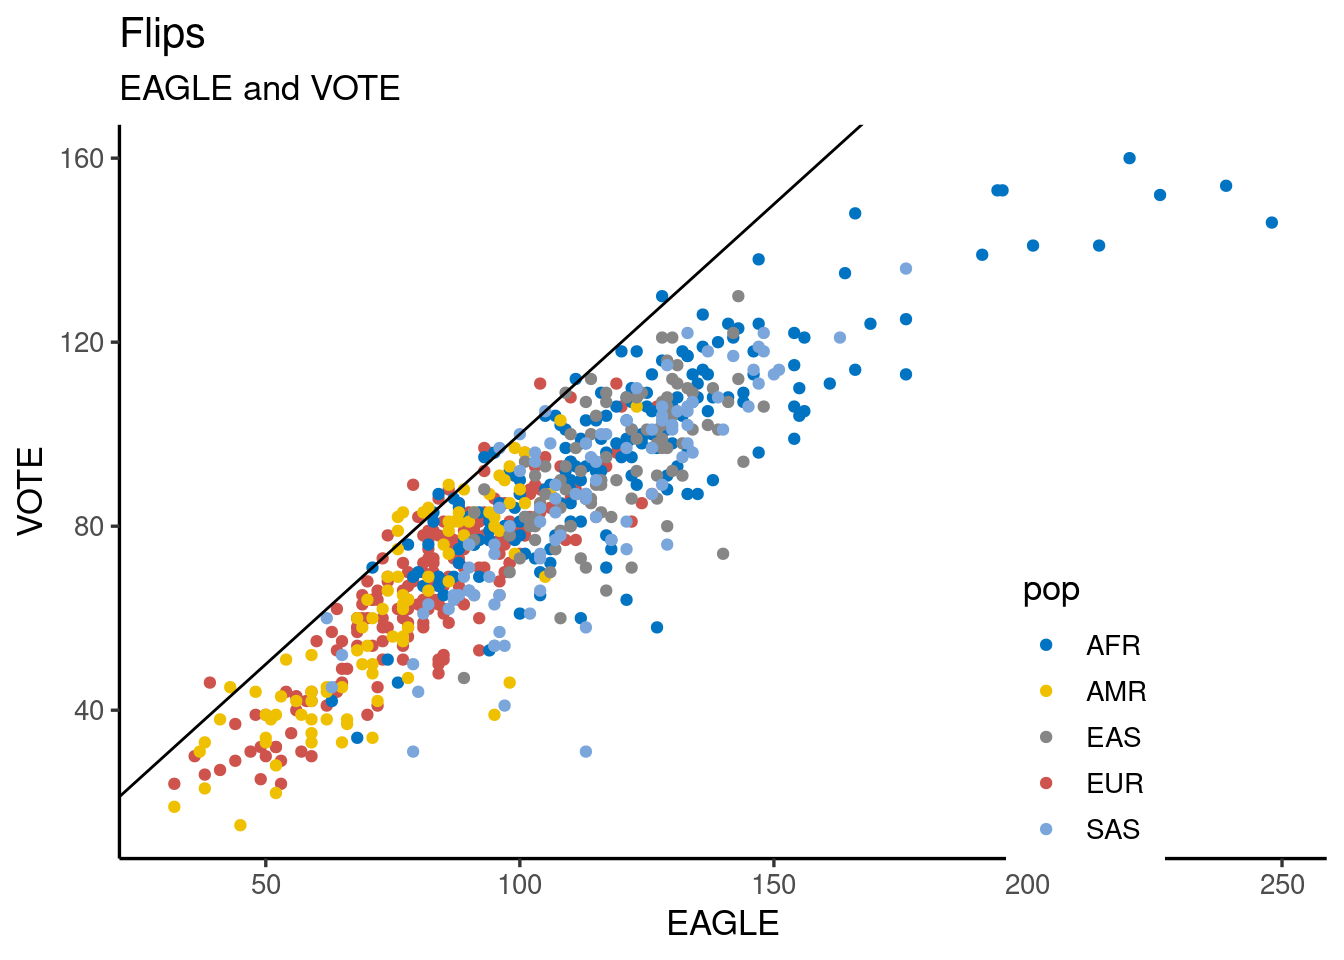 Flips
EAGLE and VOTE
160
120
80
40
VOTE
50
100
150
200
250
EAGLE
pop
AFR
AMR
EAS
EUR
SAS